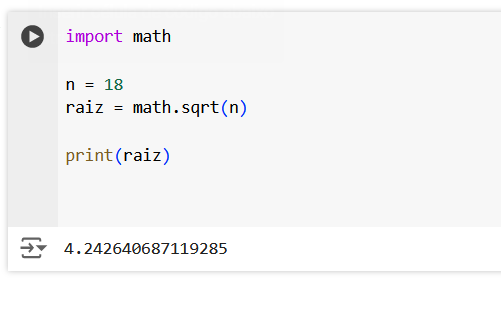 import math
n = 18
raiz = math.sqrt(n)
print(raiz)
4.242640687119285